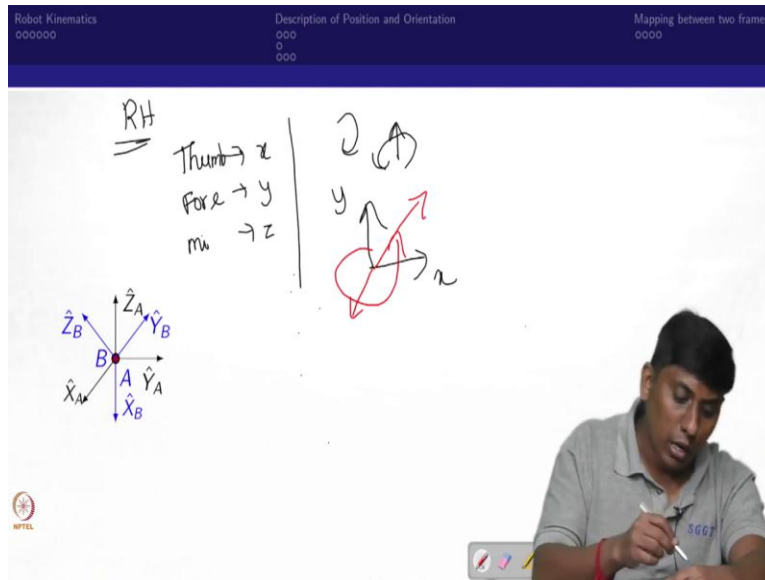 Robot Kinematics
Description of Position and Orientation
Mapping between two frame
RH
Thumb → x
Fore → y
mi → z
y
x
Ẑ_A
Ẑ_B
Ŷ_B
B
A
Ŷ_A
X̂_A
X̂_B
NPTEL
SGGT